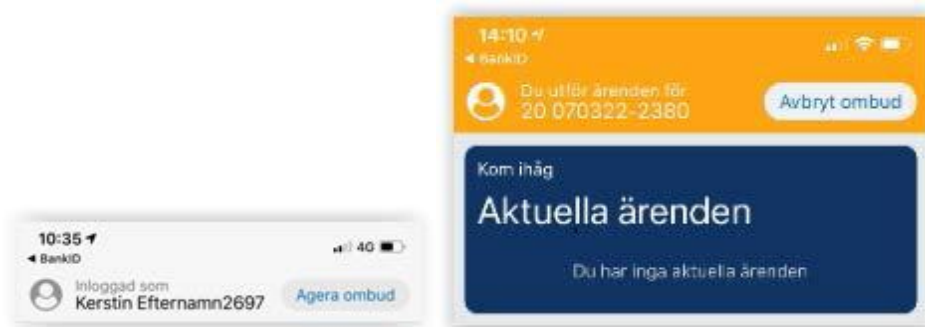 10:35
BankID
4G
Inloggad som
Kerstin Efternamn2697
Agera ombud
14:10
BankID
Du utför ärenden för
20 070322-2380
Avbryt ombud
Kom ihåg
Aktuella ärenden
Du har inga aktuella ärenden